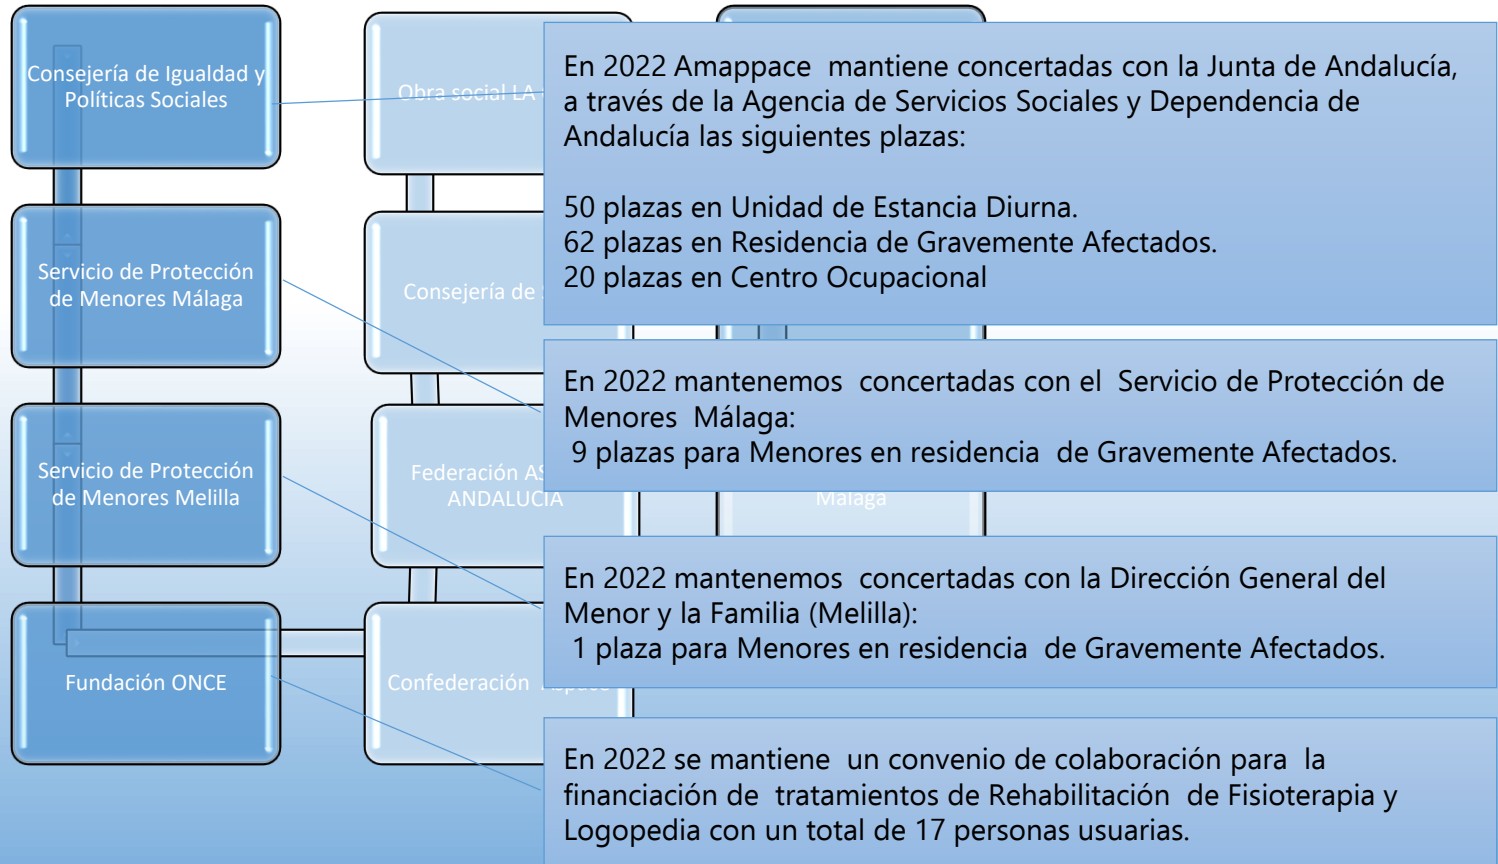 Consejería de Igualdad y
Políticas Sociales
Servicio de Protección
de Menores Málaga
Servicio de Protección
de Menores Melilla
Fundación ONCE
Obra social LA
Consejería de
Federación
ANDALUCIA
Confederación
Málaga
En 2022 Amappace mantiene concertadas con la Junta de Andalucía,
a través de la Agencia de Servicios Sociales y Dependencia de
Andalucía las siguientes plazas:
50 plazas en Unidad de Estancia Diurna.
62 plazas en Residencia de Gravemente Afectados.
20 plazas en Centro Ocupacional
En 2022 mantenemos concertadas con el Servicio de Protección de
Menores Málaga:
9 plazas para Menores en residencia de Gravemente Afectados.
En 2022 mantenemos concertadas con la Dirección General del
Menor y la Familia (Melilla):
1 plaza para Menores en residencia de Gravemente Afectados.
En 2022 se mantiene un convenio de colaboración para la
financiación de tratamientos de Rehabilitación de Fisioterapia y
Logopedia con un total de 17 personas usuarias.